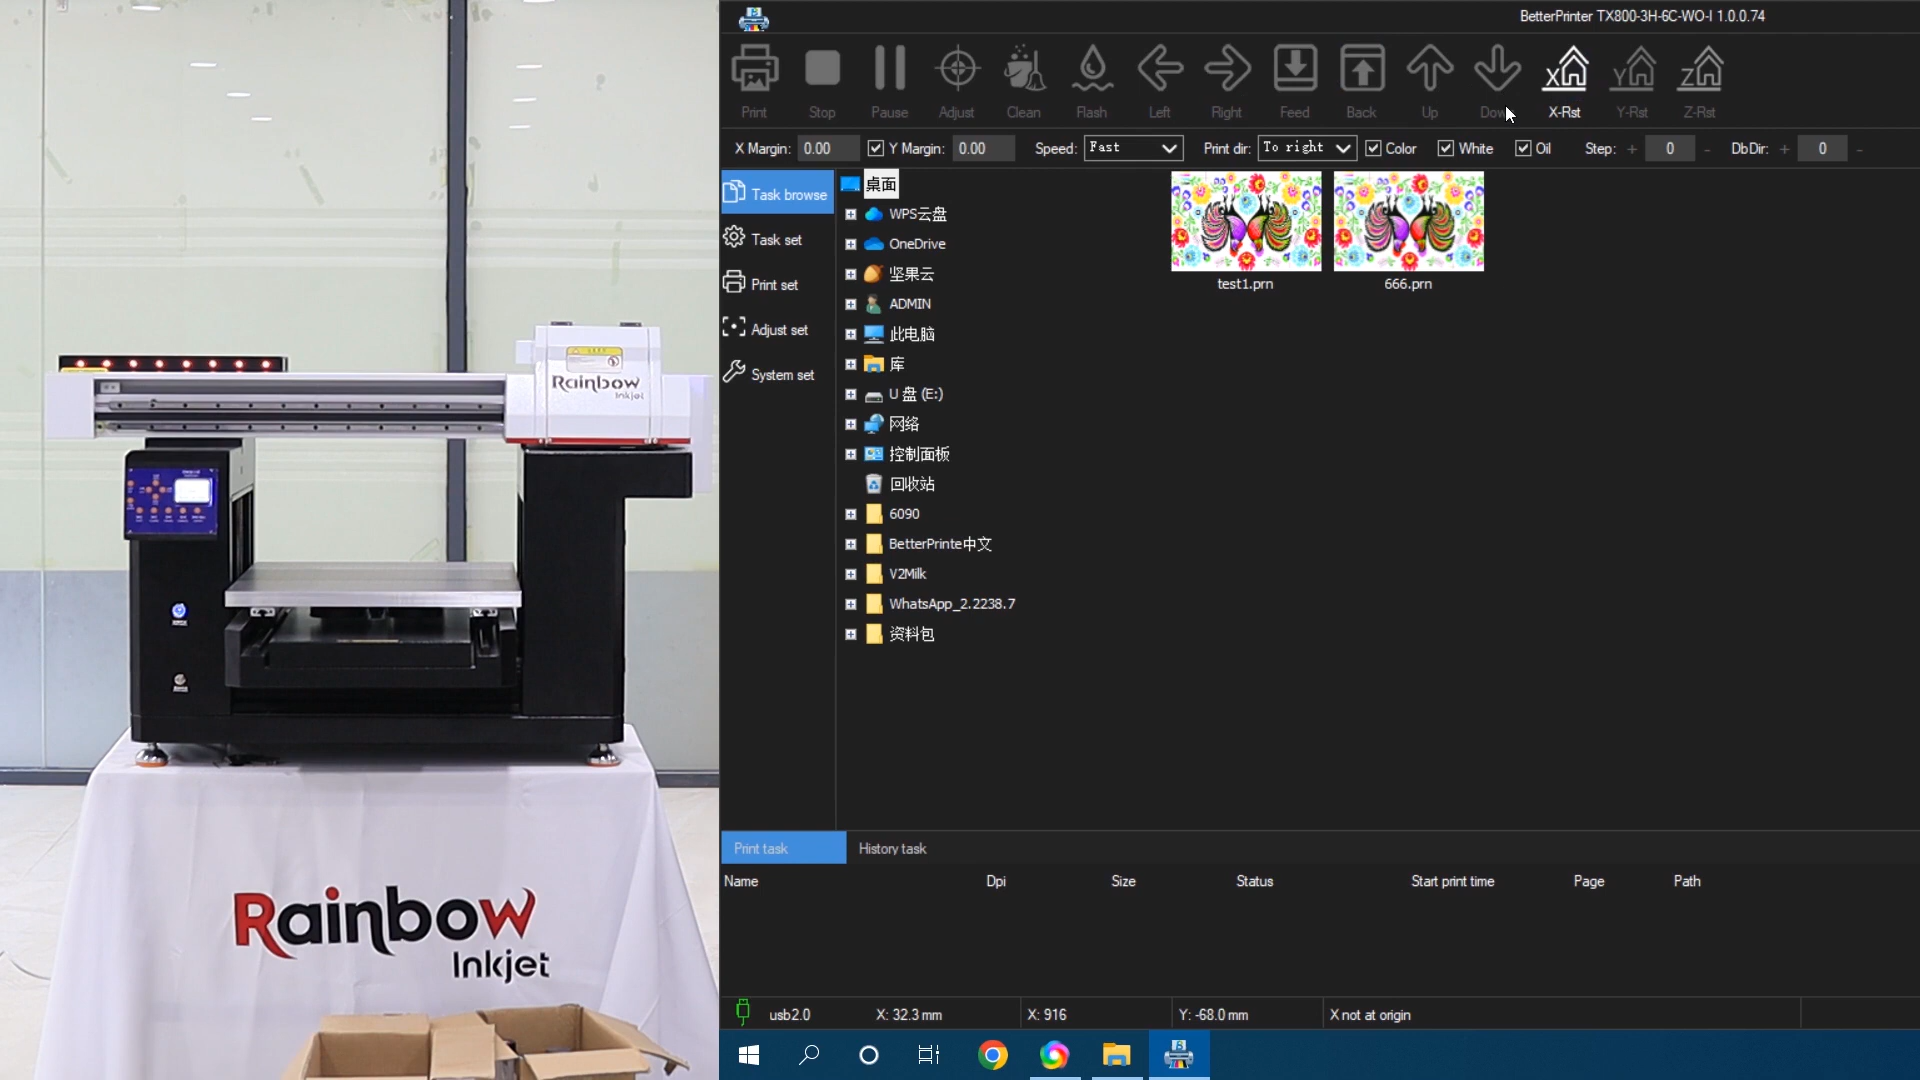 BetterPrinter TX800-3H-6C-WO-I 1.0.0.74
Print Stop Pause Adjust Clean Flash Left Right Feed Back Up Down X-Rst Y-Rst Z-Rst
X Margin: 0.00 Y Margin: 0.00 Speed: Fast Print dir: To right Color White Oil Step: + 0 - DbDir: + 0 -
Task browse
Task set
Print set
Adjust set
System set
桌面
WPS云盘
OneDrive
坚果云
ADMIN
此电脑
库
U 盘 (E:)
网络
控制面板
回收站
6090
BetterPrinte中文
V2Milk
WhatsApp_2.2238.7
资料包
test1.prn
666.prn
Print task History task
Name Dpi Size Status Start print time Page Path
usb2.0 X: 32.3 mm X: 916 Y: -68.0 mm X not at origin
Rainbow
Inkjet
Rainbow
Inkjet